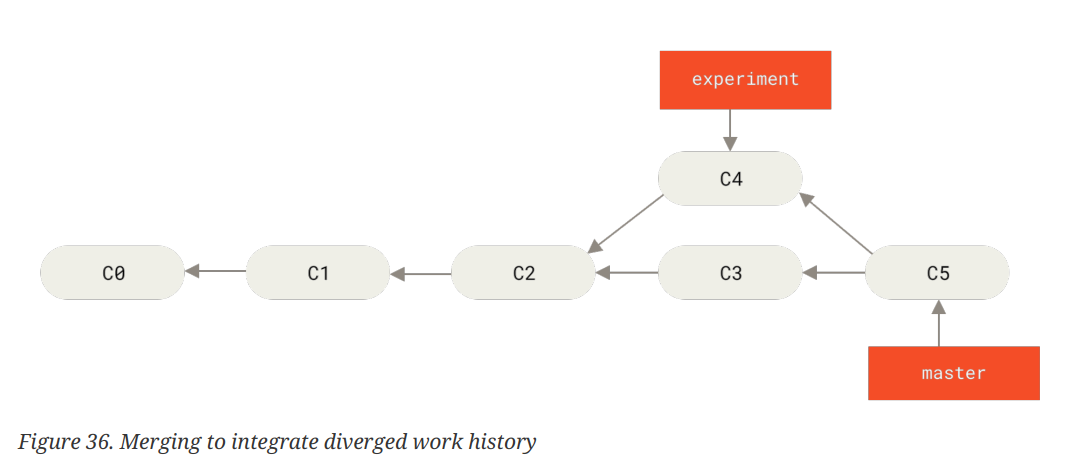 experiment
C4
C0 C1 C2 C3 C5
master
Figure 36. Merging to integrate diverged work history